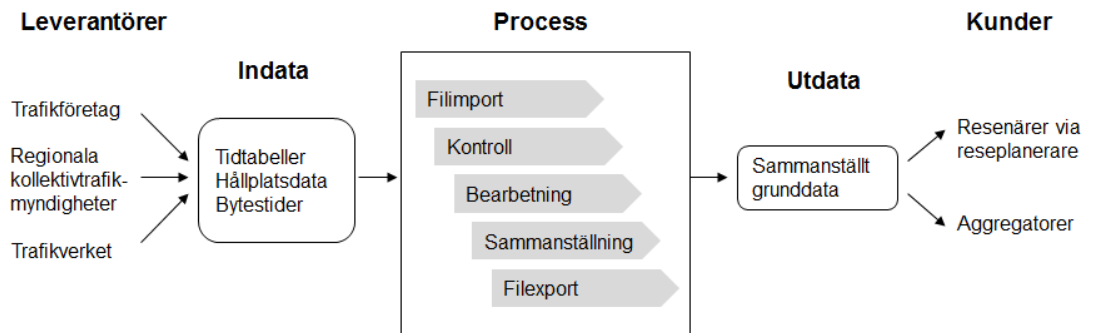 Leverantörer
Process
Kunder
Indata
Utdata
Trafikföretag
Regionala
kollektivtrafik-
myndigheter
Trafikverket
Tidtabeller
Hållplatsdata
Bytestider
Filimport
Kontroll
Bearbetning
Sammanställning
Filexport
Sammanställt
grunddata
Resenärer via
reseplanerare
Aggregatorer